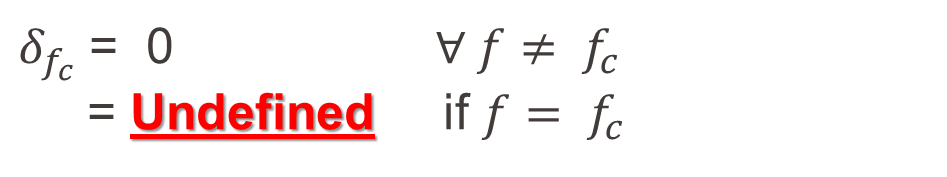 δ_{f_c} = 0 ∀ f ≠ f_c
= Undefined if f = f_c